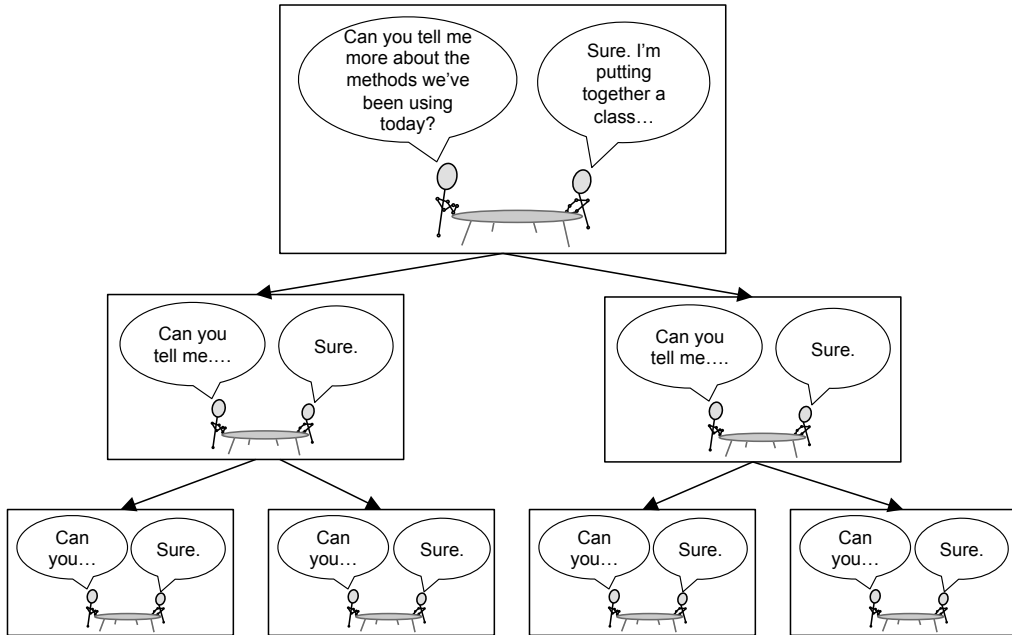 Can you tell me
more about the
methods we’ve
been using
today?
Sure. I’m
putting
together a
class…
Can you
tell me….
Sure.
Can you
tell me….
Sure.
Can
you…
Sure.
Can
you…
Sure.
Can
you…
Sure.
Can
you…
Sure.